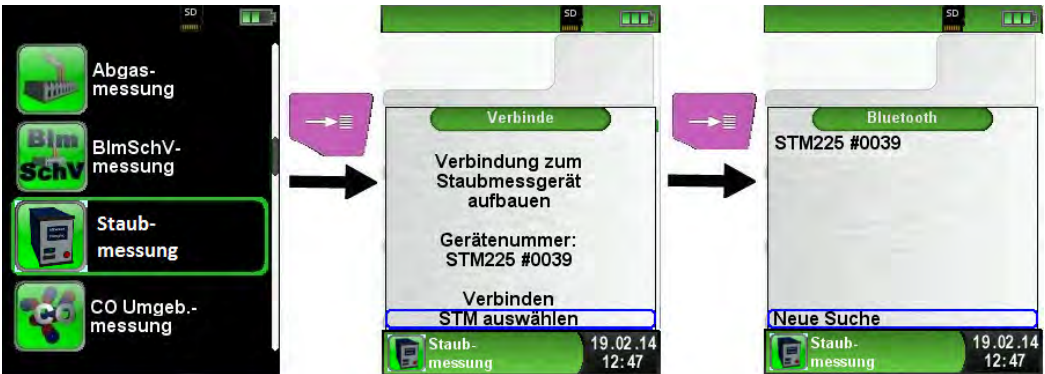 SD
Abgas-
messung
BImSchV-
messung
Staub-
messung
CO Umgeb.-
messung
SD
Verbinde
Verbindung zum
Staubmessgerät
aufbauen
Gerätenummer:
STM225 #0039
Verbinden
STM auswählen
Staub-
messung
19.02.14
12:47
SD
Bluetooth
STM225 #0039
Neue Suche
Staub-
messung
19.02.14
12:47